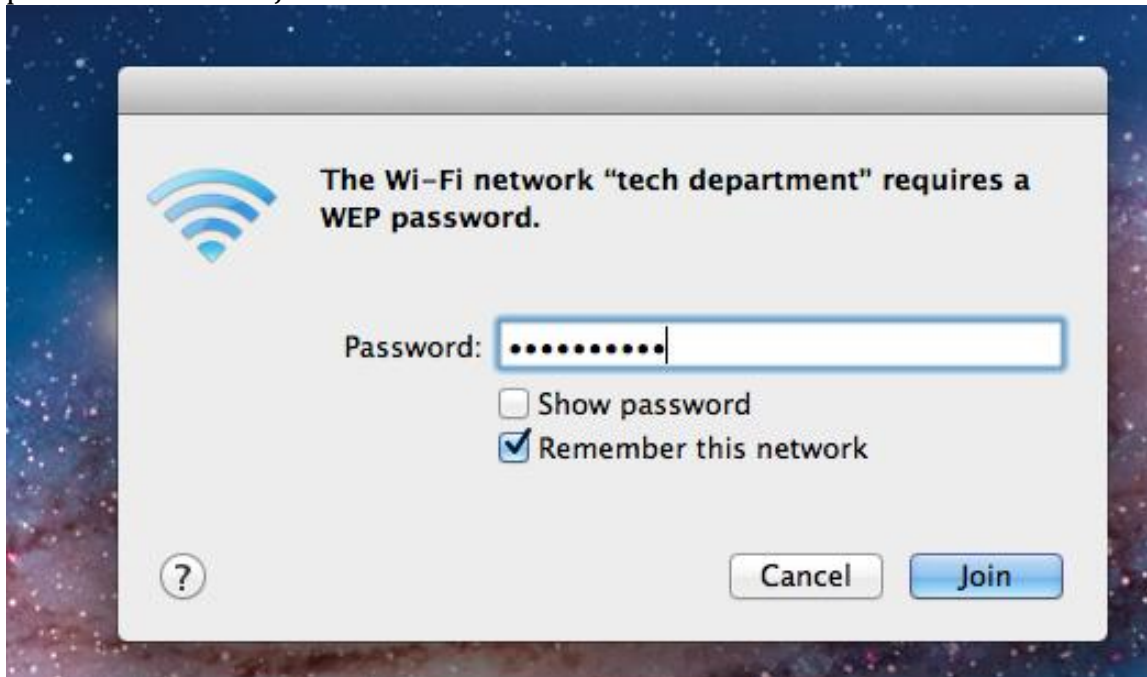 The Wi-Fi network “tech department” requires a
WEP password.
Password: ••••••••••
Show password
Remember this network
?
Cancel
Join